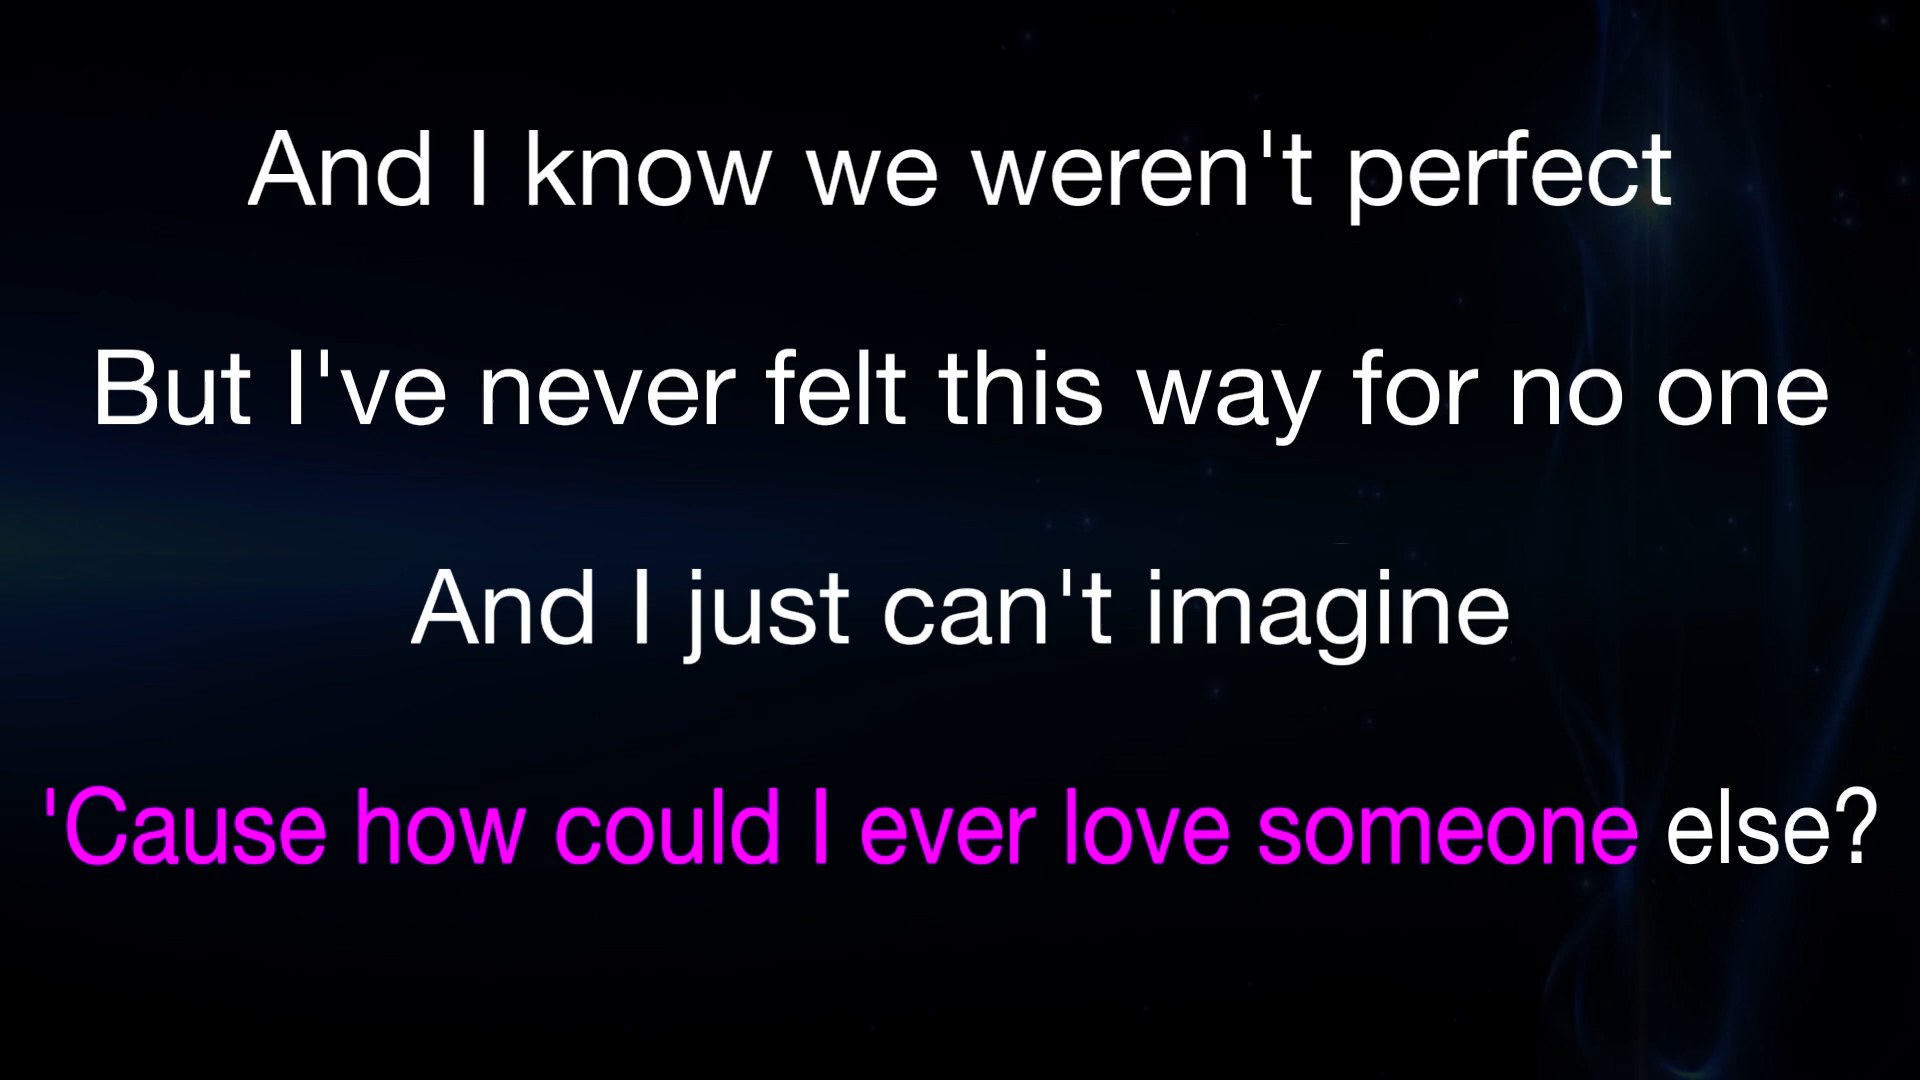 And I know we weren't perfect
But I've never felt this way for no one
And I just can't imagine
'Cause how could I ever love someone else?